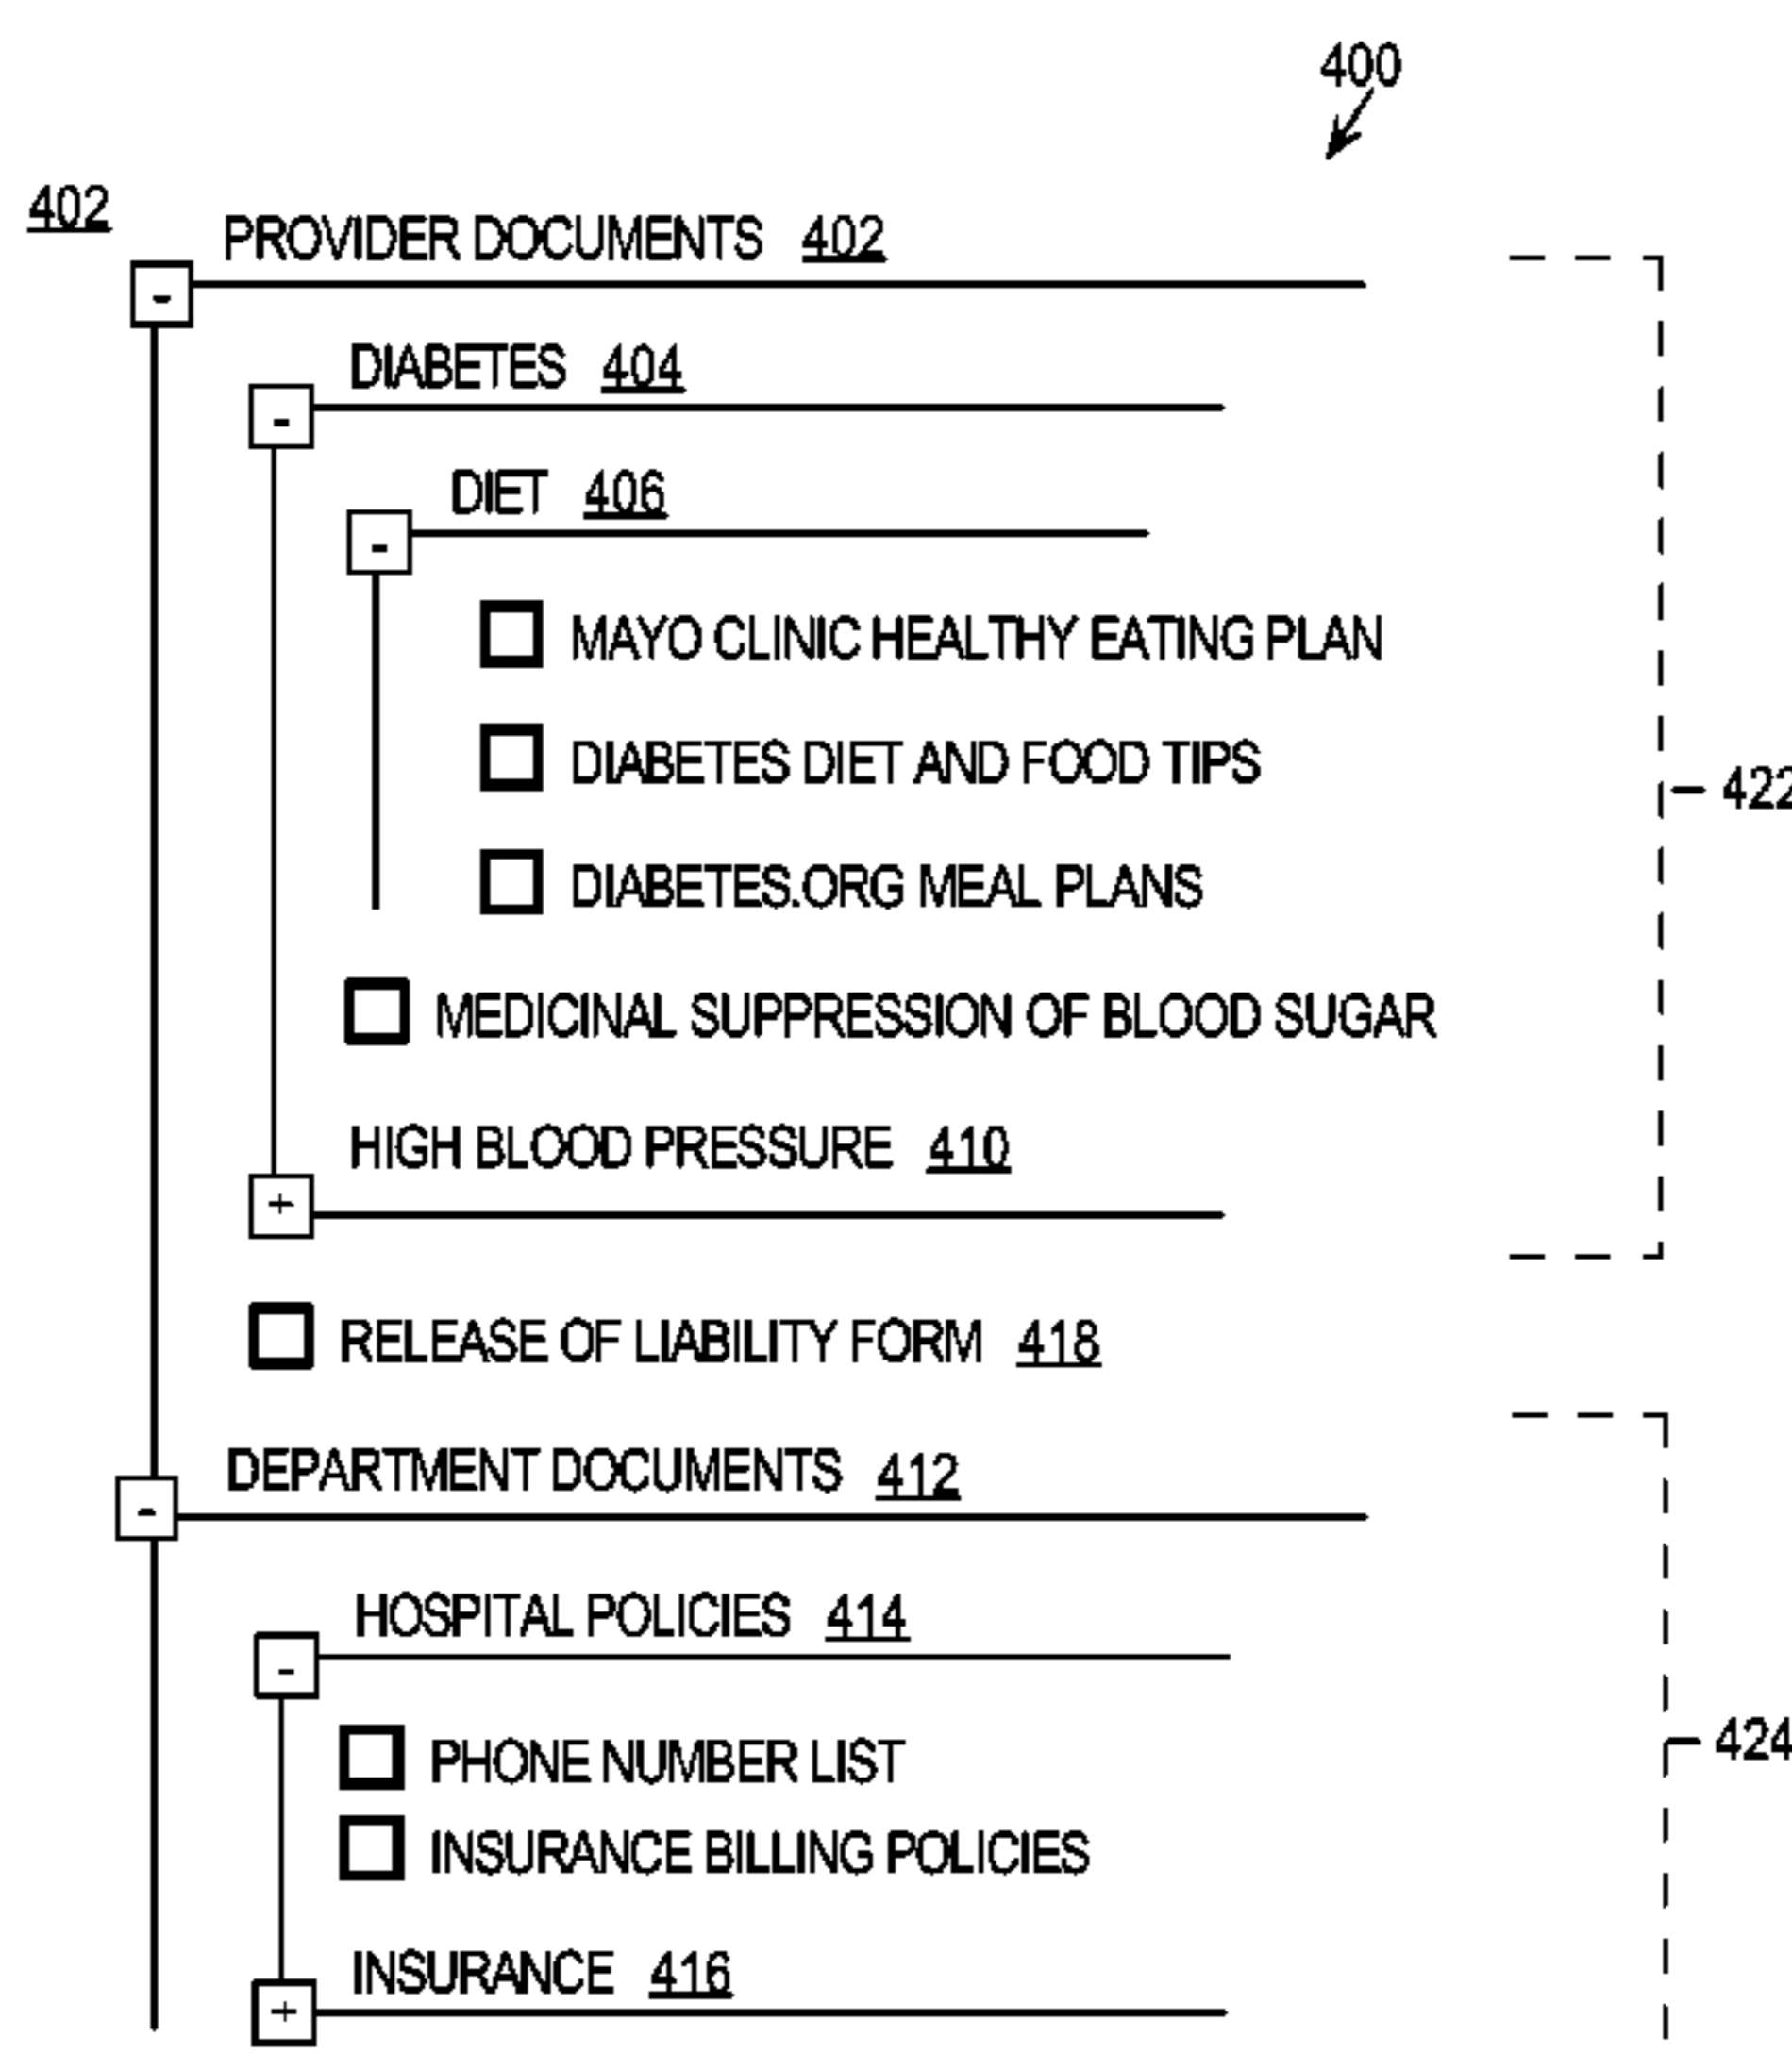 400
402
PROVIDER DOCUMENTS 402
-
DIABETES 404
-
DIET 406
-
MAYO CLINIC HEALTHY EATING PLAN
DIABETES DIET AND FOOD TIPS
422
DIABETES.ORG MEAL PLANS
MEDICINAL SUPPRESSION OF BLOOD SUGAR
HIGH BLOOD PRESSURE 410
+
RELEASE OF LIABILITY FORM 418
DEPARTMENT DOCUMENTS 412
-
HOSPITAL POLICIES 414
-
PHONE NUMBER LIST
424
INSURANCE BILLING POLICIES
INSURANCE 416
+